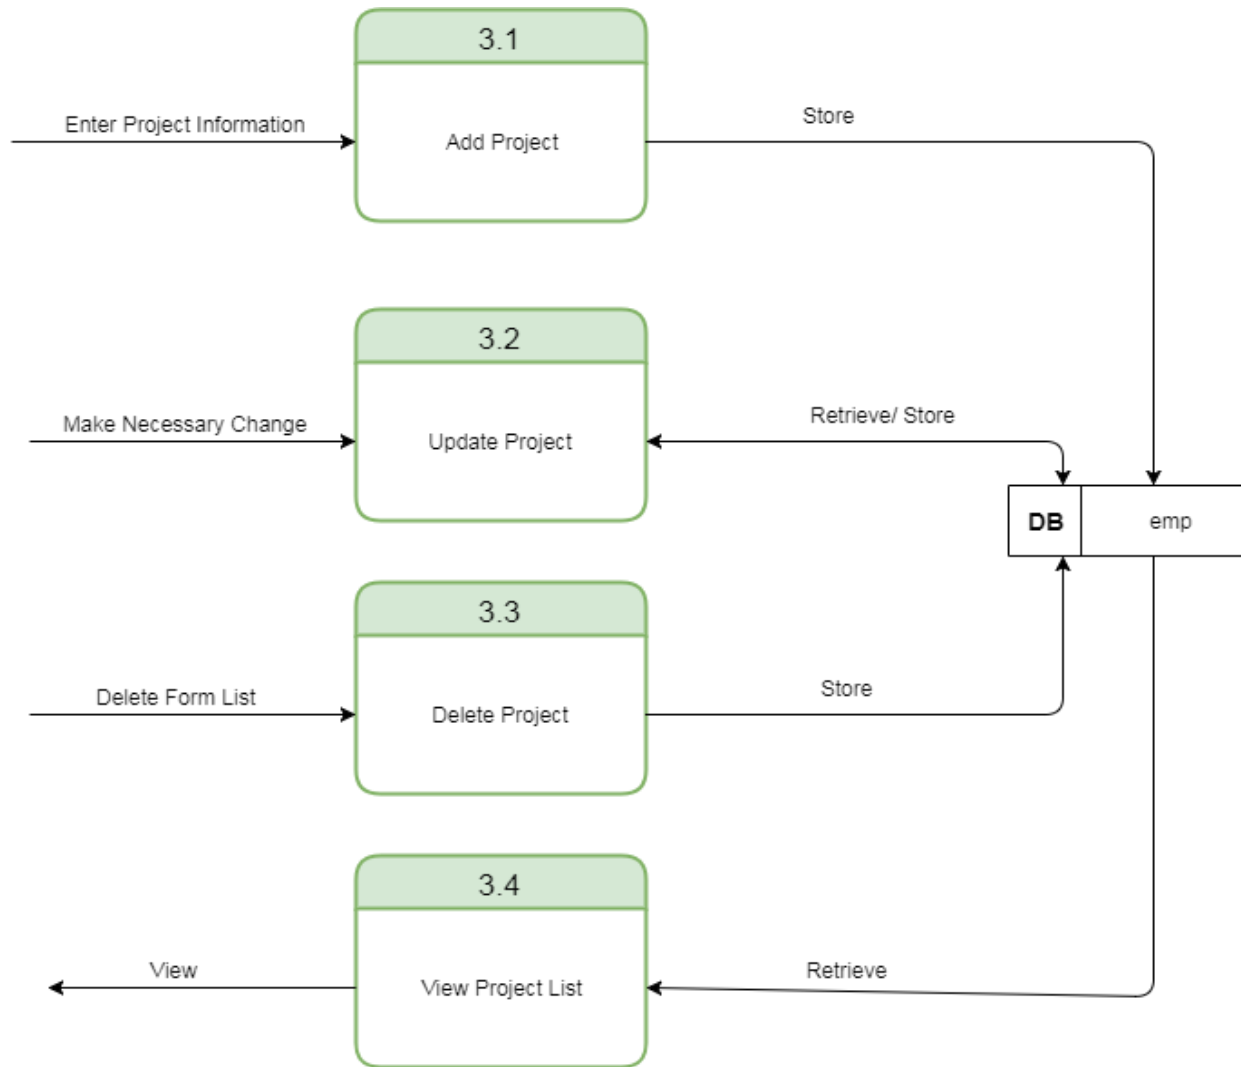 3.1
Enter Project Information
Add Project
Store
3.2
Make Necessary Change
Update Project
Retrieve/ Store
DB
emp
3.3
Delete Form List
Delete Project
Store
3.4
View
View Project List
Retrieve